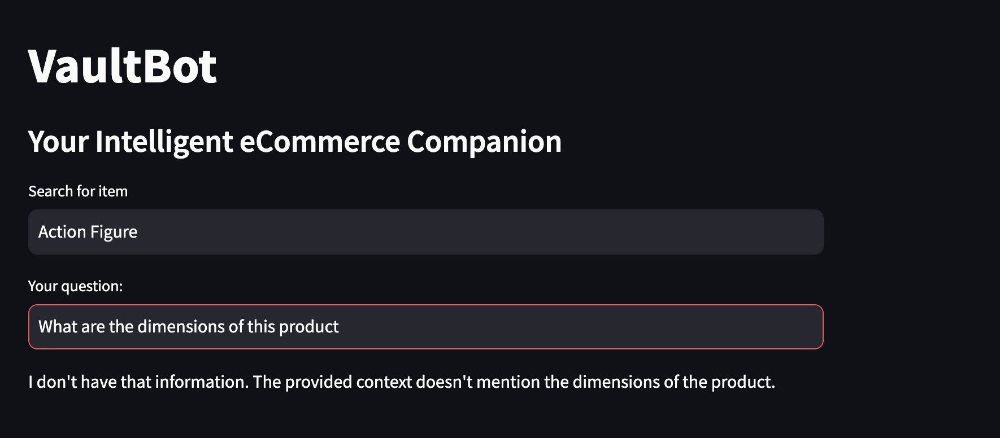 VaultBot
Your Intelligent eCommerce Companion
Search for item
Action Figure
Your question:
What are the dimensions of this product
I don't have that information. The provided context doesn't mention the dimensions of the product.